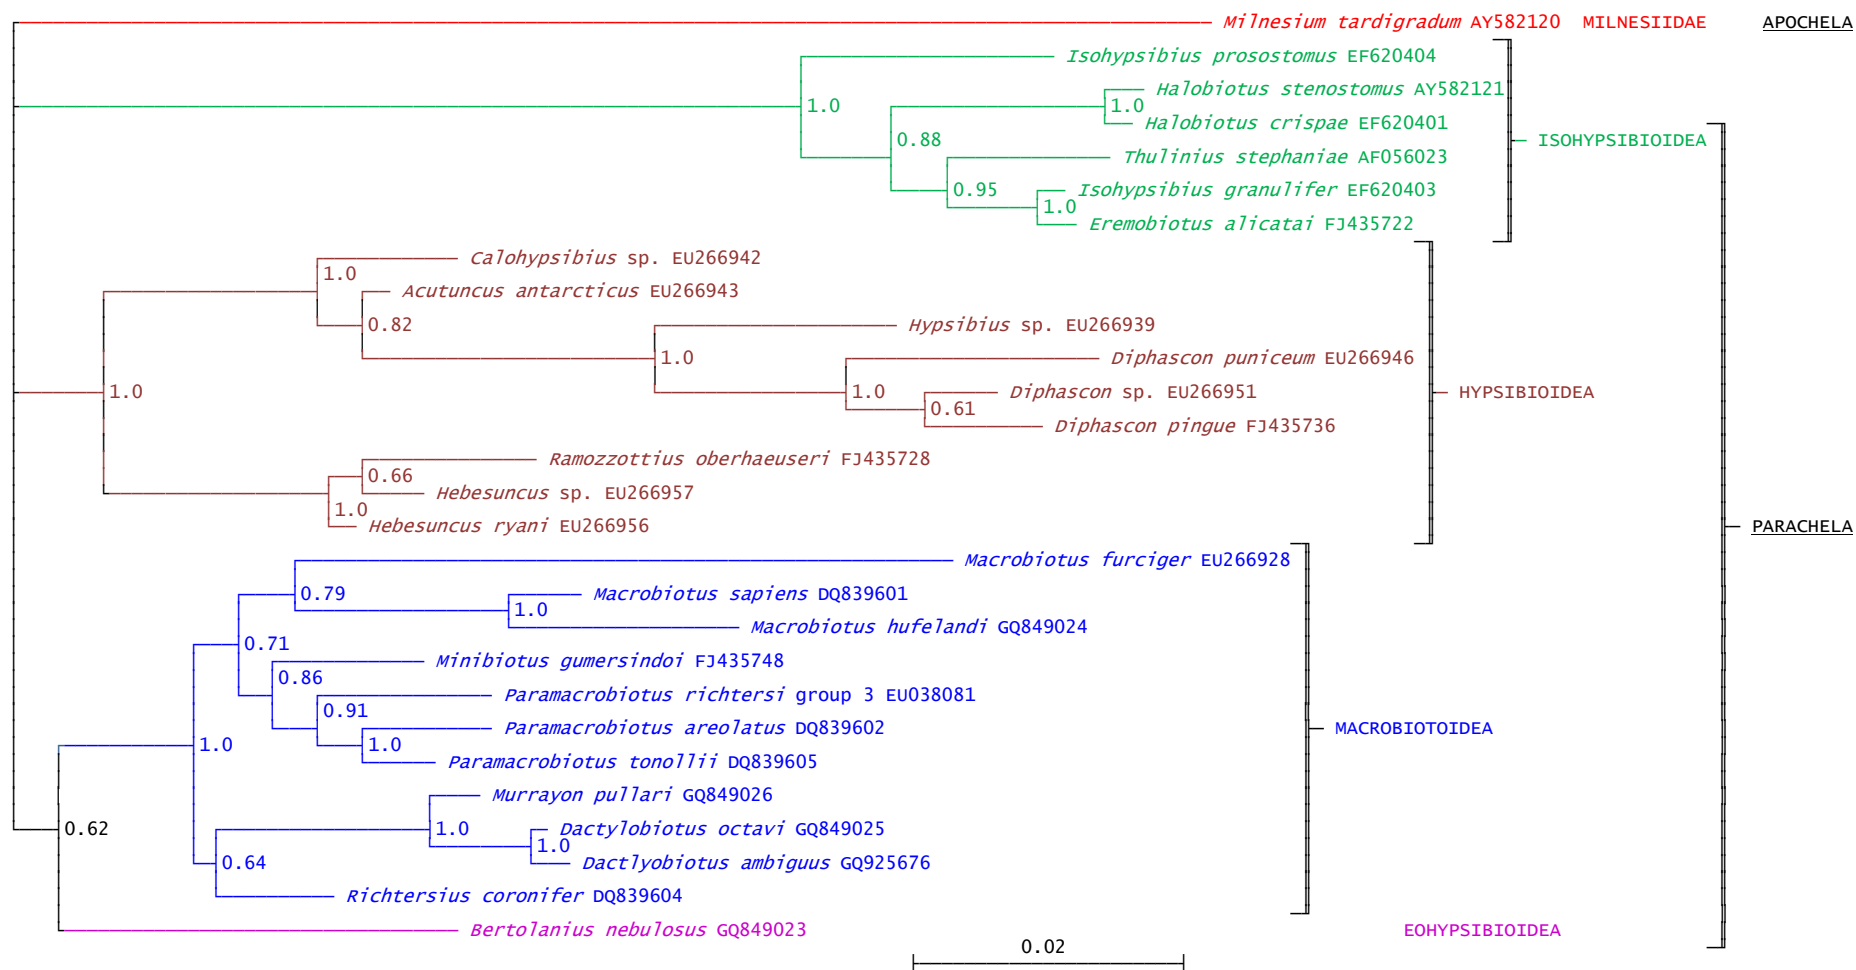 Milnesium tardigradum AY582120 MILNESIIDAE APOCHELA
Isohypsibius prosostomus EF620404
Halobiotus stenostomus AY582121
1.0
1.0
Halobiotus crispae EF620401
0.88
ISOHYPSIBIOIDEA
Thulinius stephaniae AF056023
0.95
Isohypsibius granulifer EF620403
1.0
Eremobiotus alicatai FJ435722
Calohypsibius sp. EU266942
1.0
Acutuncus antarcticus EU266943
0.82
Hypsibius sp. EU266939
1.0
Diphascon puniceum EU266946
1.0
1.0
Diphascon sp. EU266951
HYPSIBIOIDEA
0.61
Diphascon pingue FJ435736
Ramozzottius oberhaeuseri FJ435728
0.66
Hebesuncus sp. EU266957
1.0
Hebesuncus ryani EU266956
PARACHELA
Macrobiotus furciger EU266928
0.79
Macrobiotus sapiens DQ839601
1.0
Macrobiotus hufelandi GQ849024
0.71
Minibiotus gumersindoi FJ435748
0.86
Paramacrobiotus richtersi group 3 EU038081
0.91
Paramacrobiotus areolatus DQ839602
MACROBIOTOIDEA
1.0
1.0
Paramacrobiotus tonollii DQ839605
Murrayon pullari GQ849026
0.62
1.0
Dactylobiotus octavi GQ849025
1.0
0.64
Dactlyobiotus ambiguus GQ925676
Richtersius coronifer DQ839604
Bertolanius nebulosus GQ849023
EOHYPSIBIOIDEA
0.02